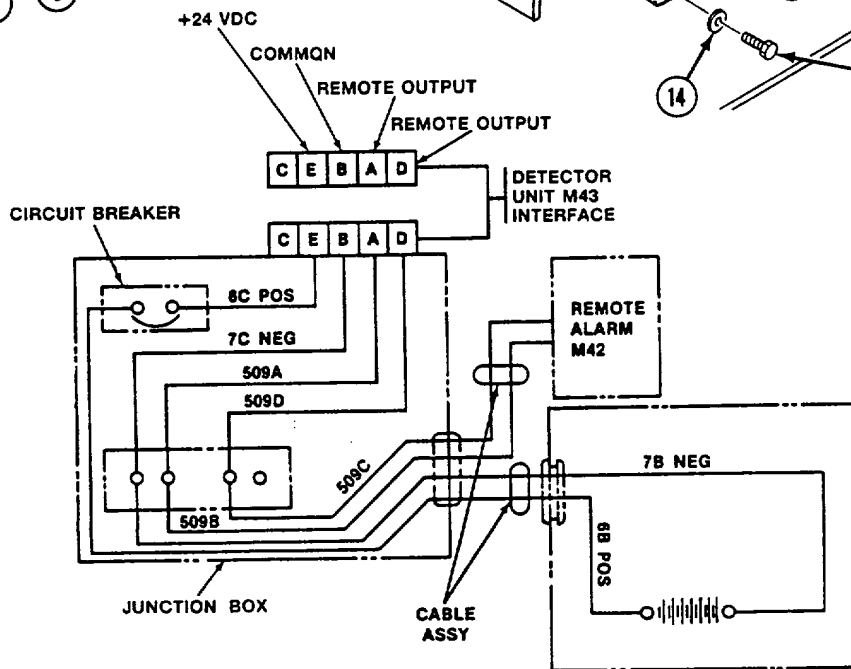 +24 VDC
COMMON
REMOTE OUTPUT
REMOTE OUTPUT
14
C E B A D
DETECTOR
UNIT M43
INTERFACE
CIRCUIT BREAKER
C E B A D
6C POS
7C NEG
509A
509D
REMOTE
ALARM
M42
509C
509B
7B NEG
6B POS
JUNCTION BOX
CABLE
ASSY